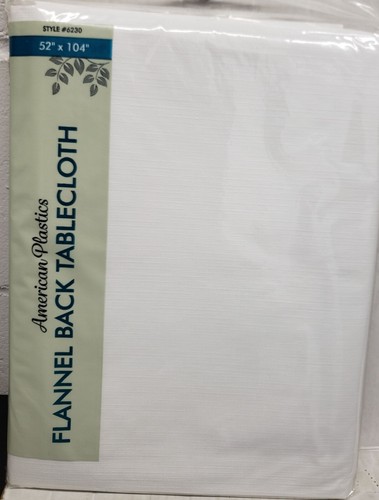 STYLE #6230
52" x 104"
American Plastics
FLANNEL BACK TABLECLOTH